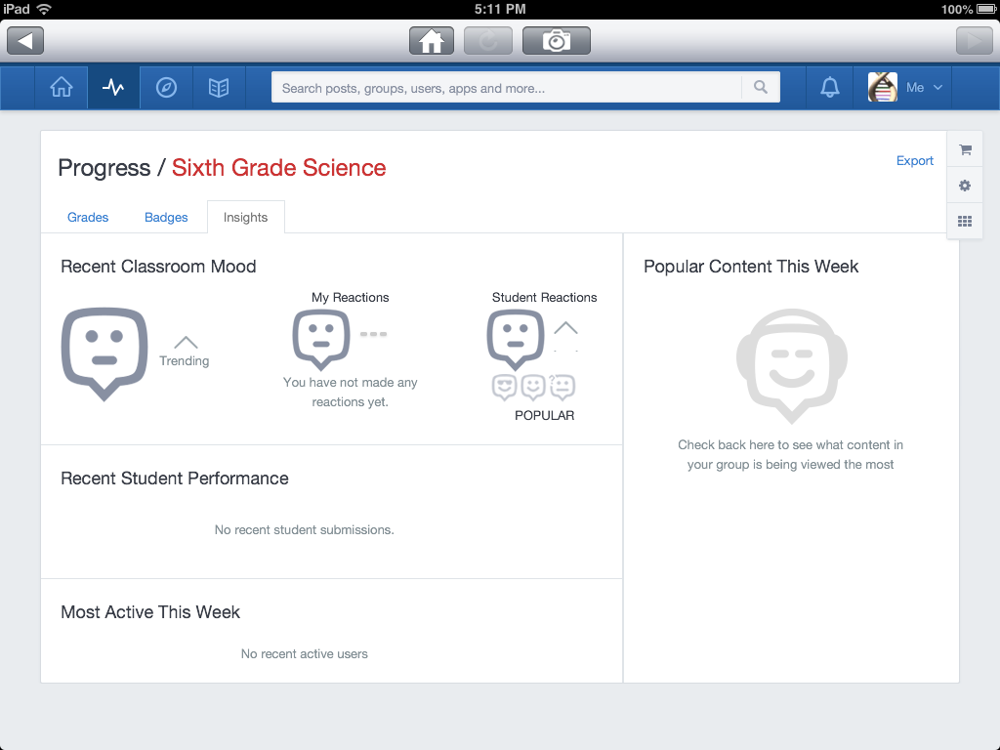 iPad 5:11 PM 100%
Search posts, groups, users, apps and more...
Me
Progress / Sixth Grade Science
Export
Grades Badges Insights
Recent Classroom Mood
Trending
My Reactions
You have not made any
reactions yet.
Student Reactions
POPULAR
Recent Student Performance
No recent student submissions.
Most Active This Week
No recent active users
Popular Content This Week
Check back here to see what content in
your group is being viewed the most